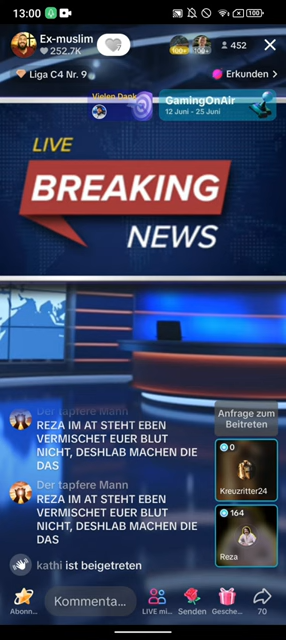 13:00
100
Ex-muslim
252.7K
100+
100+
452
Liga C4 Nr. 9
Erkunden
Vielen Dank
GamingOnAir
12 Juni - 25 Juni
LIVE
BREAKING
NEWS
Der tapfere Mann
REZA IM AT STEHT EBEN
VERMISCHET EUER BLUT
NICHT, DESHLAB MACHEN DIE
DAS
Der tapfere Mann
REZA IM AT STEHT EBEN
VERMISCHET EUER BLUT
NICHT, DESHLAB MACHEN DIE
DAS
kathi ist beigetreten
Anfrage zum
Beitreten
0
Kreuzritter24
164
Reza
Kommenta...
Abonn...
LIVE mi...
Senden
Gesche...
70